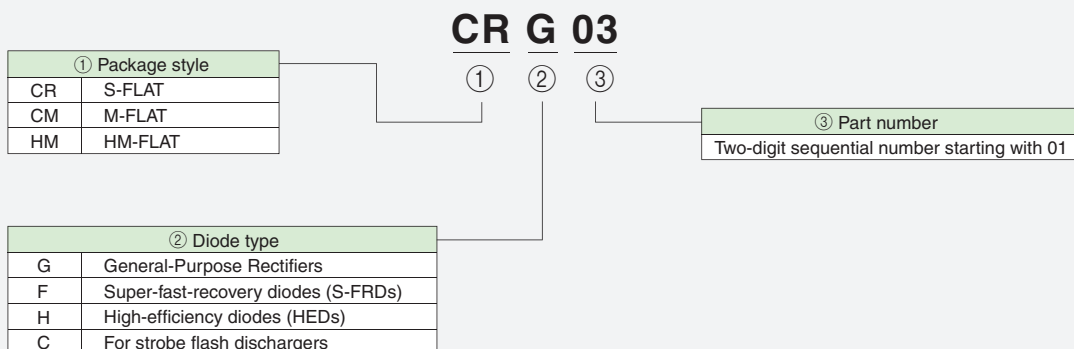 CR G 03
① ② ③
① Package style
CR S-FLAT
CM M-FLAT
HM HM-FLAT
③ Part number
Two-digit sequential number starting with 01
② Diode type
G General-Purpose Rectifiers
F Super-fast-recovery diodes (S-FRDs)
H High-efficiency diodes (HEDs)
C For strobe flash dischargers